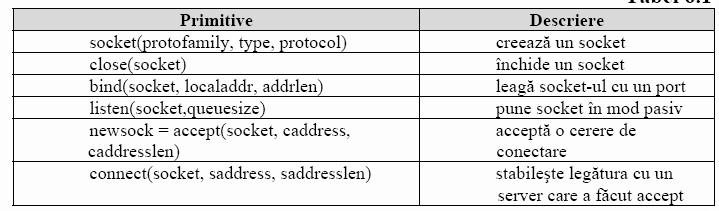 Tabel 6.1
Primitive Descriere
socket(protofamily, type, protocol) creează un socket
close(socket) închide un socket
bind(socket, localaddr, addrlen) leagă socket-ul cu un port
listen(socket,queuesize) pune socket în mod pasiv
newsock = accept(socket, caddress, acceptă o cerere de
caddresslen) conectare
connect(socket, saddress, saddresslen) stabileşte legătura cu un
server care a făcut accept